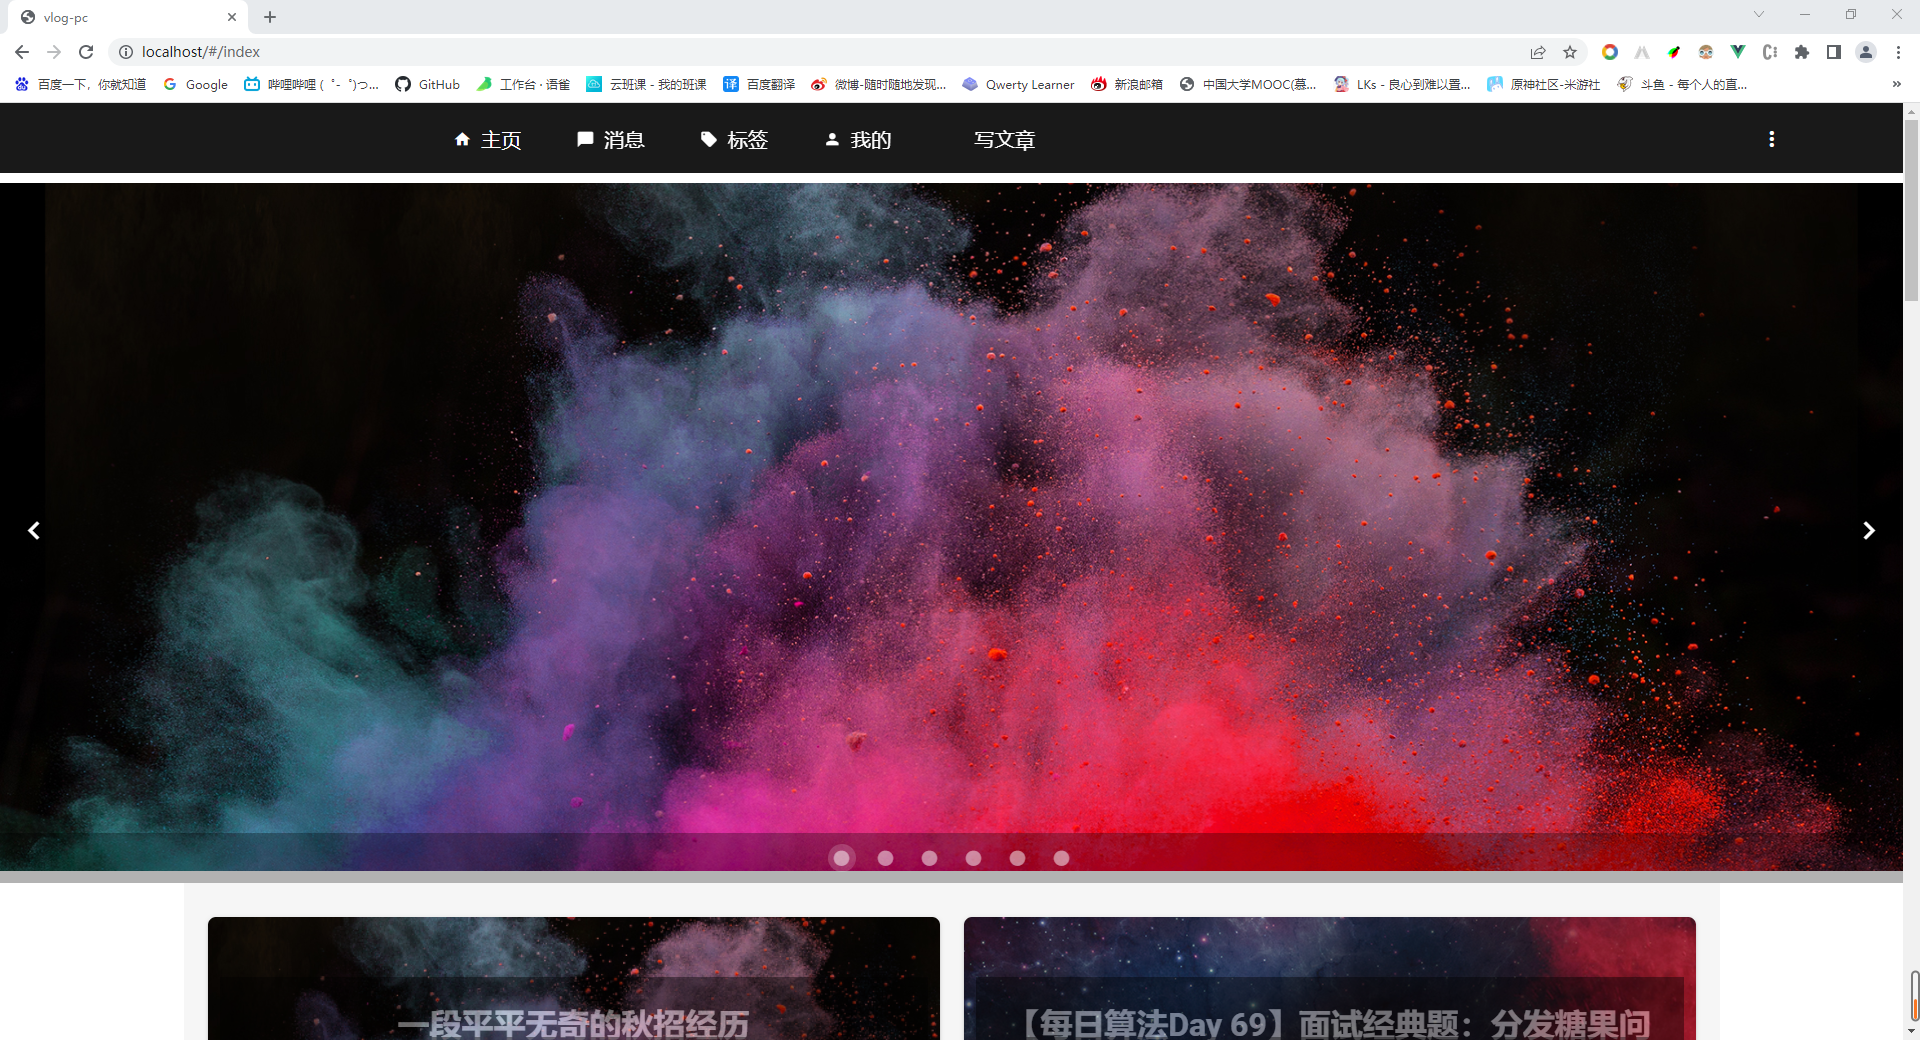 vlog-pc
localhost/#/index
百度一下，你就知道 Google 哔哩哔哩 (゜-゜)つ... GitHub 工作台 · 语雀 云班课 - 我的班课 百度翻译 微博-随时随地发现... Qwerty Learner 新浪邮箱 中国大学MOOC(慕... LKs - 良心到难以置... 原神社区-米游社 斗鱼 - 每个人的直... »
主页 消息 标签 我的 写文章
一段平平无奇的秋招经历
【每日算法Day 69】面试经典题：分发糖果问